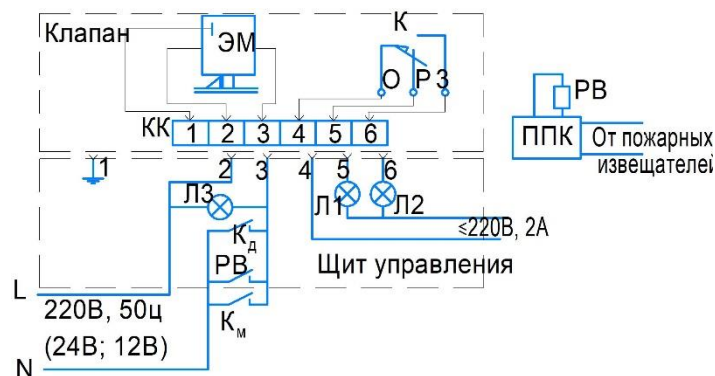 Клапан
ЭМ
К
О Р З
РВ
КК 1 2 3 4 5 6
ППК
От пожарных
извещателей
1 2 3 4 5 6
Л3 Л1 Л2
Кд
≤220В, 2А
РВ
Щит управления
L
220В, 50ц
Км
(24В; 12В)
N